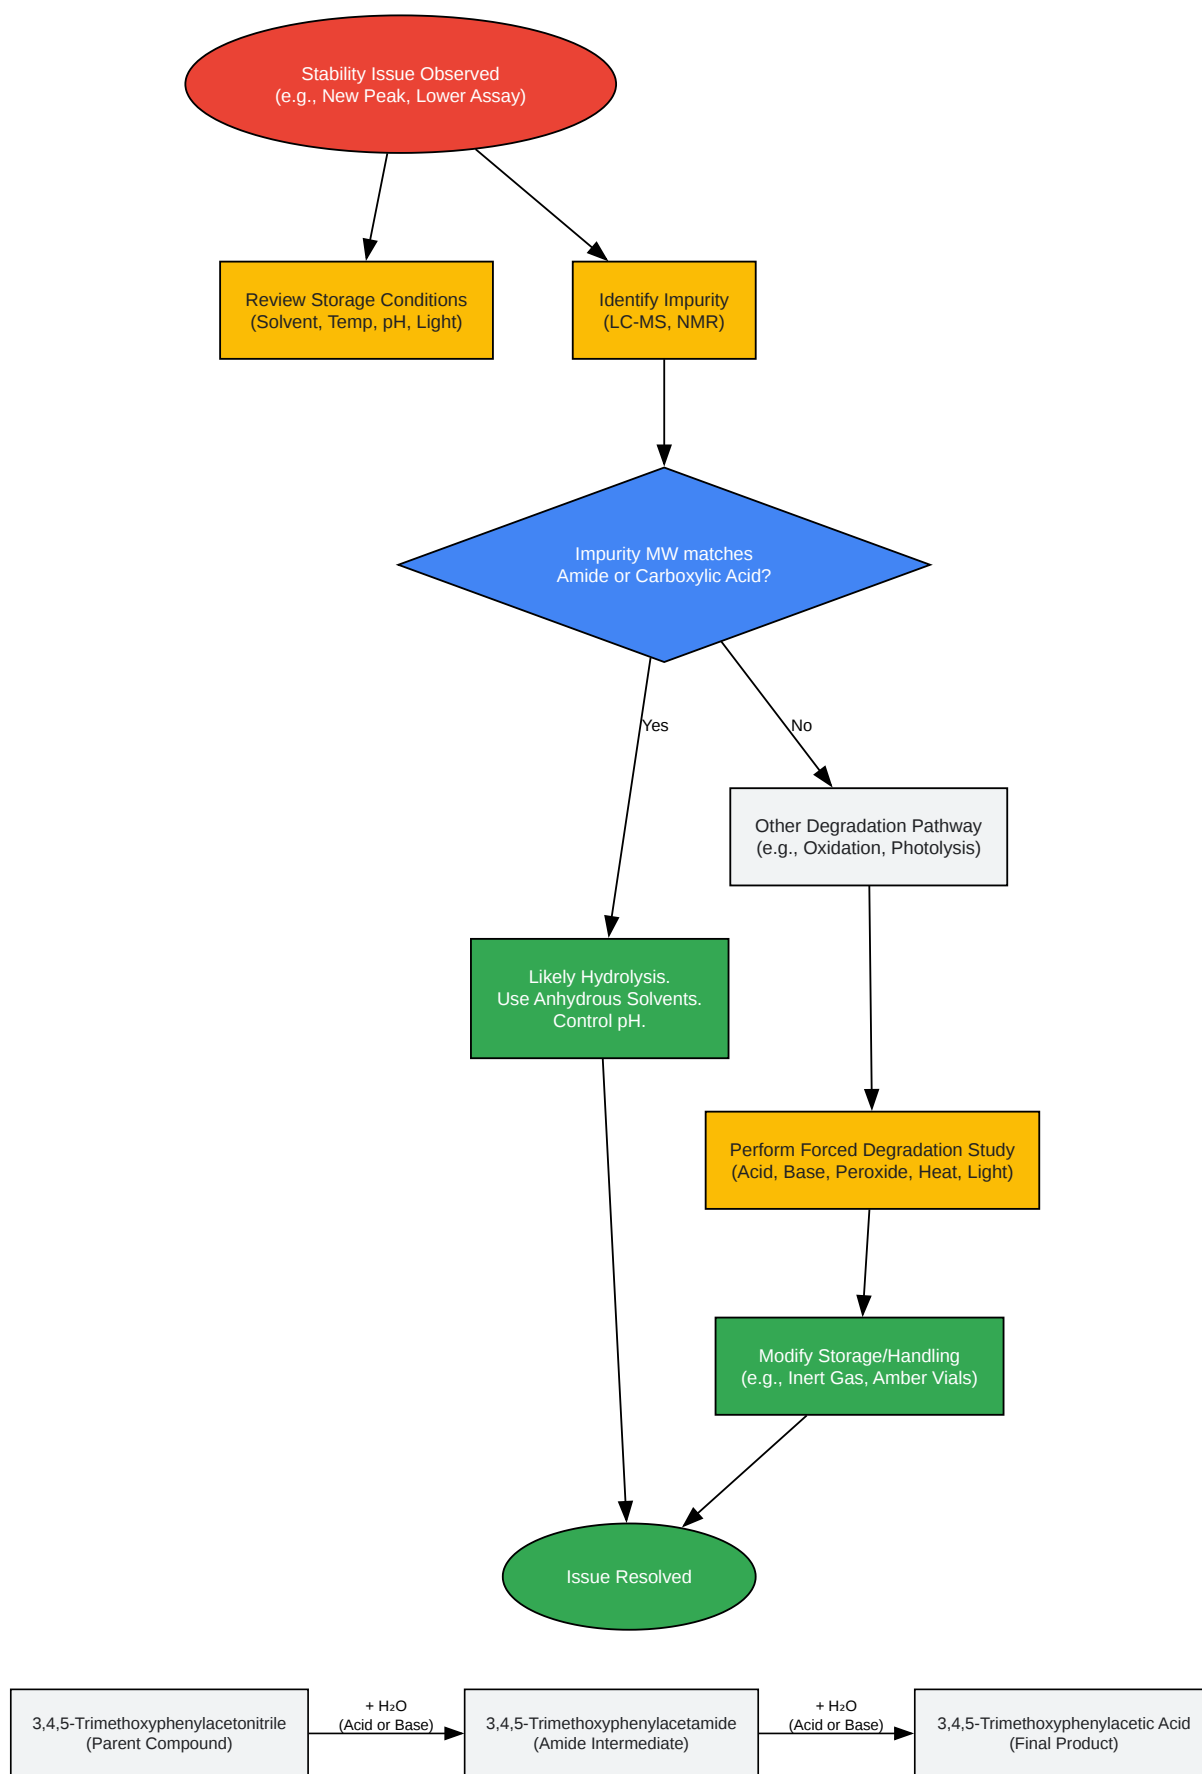 Stability Issue Observed
(e.g., New Peak, Lower Assay)
Review Storage Conditions
(Solvent, Temp, pH, Light)
Identify Impurity
(LC-MS, NMR)
Impurity MW matches
Amide or Carboxylic Acid?
Yes
No
Other Degradation Pathway
(e.g., Oxidation, Photolysis)
Likely Hydrolysis.
Use Anhydrous Solvents.
Control pH.
Perform Forced Degradation Study
(Acid, Base, Peroxide, Heat, Light)
Modify Storage/Handling
(e.g., Inert Gas, Amber Vials)
Issue Resolved
3,4,5-Trimethoxyphenylacetonitrile
(Parent Compound)
+ H₂O
(Acid or Base)
3,4,5-Trimethoxyphenylacetamide
(Amide Intermediate)
+ H₂O
(Acid or Base)
3,4,5-Trimethoxyphenylacetic Acid
(Final Product)